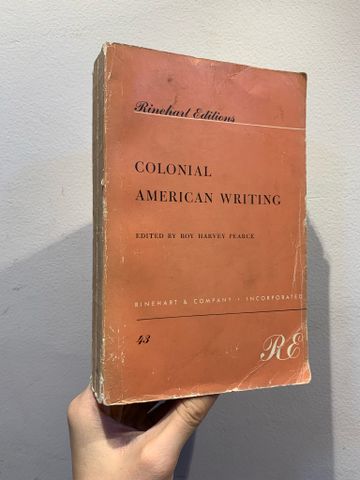 Rinehart Editions
COLONIAL
AMERICAN WRITING
EDITED BY ROY HARVEY PEARCE
RINEHART & COMPANY • INCORPORATED
43
RE